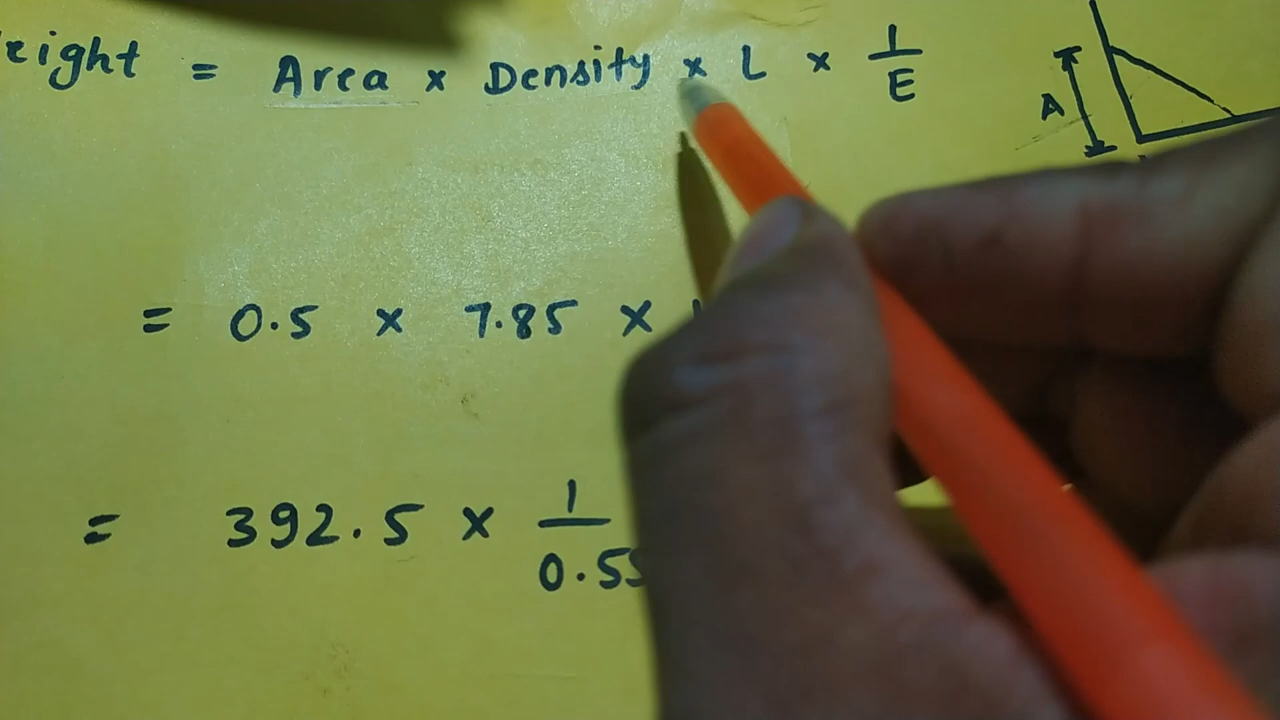 eight = Area x Density x L x 1/E
A
= 0.5 x 7.85 x
= 392.5 x 1/0.55